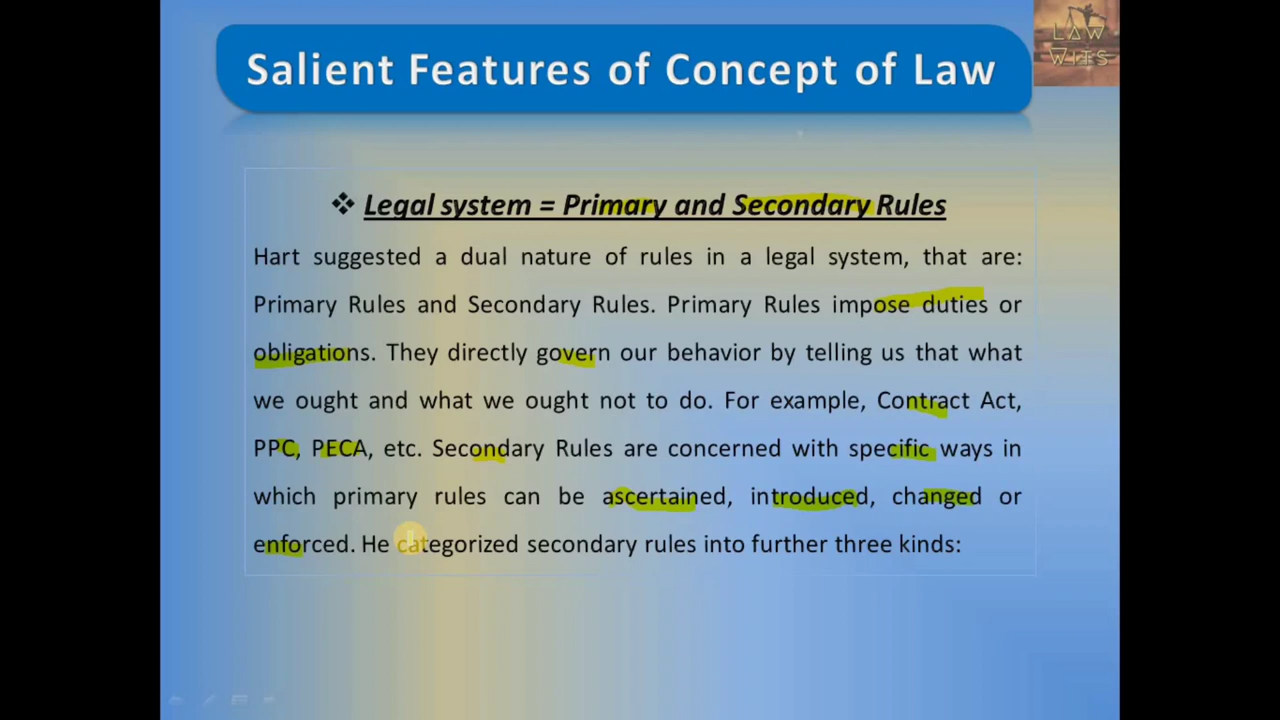 Salient Features of Concept of Law
LAW
WITS
❖ Legal system = Primary and Secondary Rules
Hart suggested a dual nature of rules in a legal system, that are:
Primary Rules and Secondary Rules. Primary Rules impose duties or
obligations. They directly govern our behavior by telling us that what
we ought and what we ought not to do. For example, Contract Act,
PPC, PECA, etc. Secondary Rules are concerned with specific ways in
which primary rules can be ascertained, introduced, changed or
enforced. He categorized secondary rules into further three kinds: